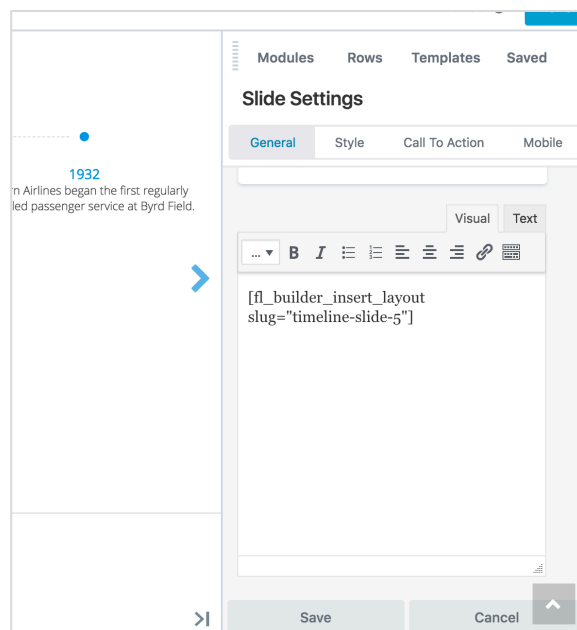 Modules Rows Templates Saved
Slide Settings
General Style Call To Action Mobile
1932
n Airlines began the first regularly
led passenger service at Byrd Field.
Visual Text
... B I
[fl_builder_insert_layout
slug="timeline-slide-5"]
Save Cancel